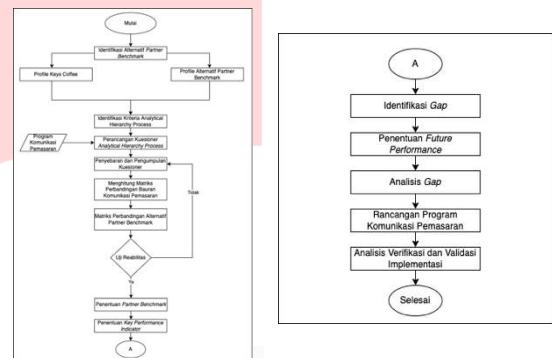 Mulai
Identifikasi Alternatif Partner
Benchmark
Profile Keys Coffee
Profile Alternatif Partner
Benchmark
Identifikasi Kriteria Analytical
Hierarchy Process
Program
Komunikasi
Pemasaran
Perancangan Kuesioner
Analytical Hierarchy Process
Penyebaran dan Pengumpulan
Kuesioner
Tidak
Menghitung Matriks
Perbandingan Bauran
Komunikasi Pemasaran
Matriks Perbandingan Alternatif
Partner Benchmark
Uji Reabilitas
Ya
Penentuan Partner Benchmark
Penentuan Key Performance
Indicator
A
A
Identifikasi Gap
Penentuan Future
Performance
Analisis Gap
Rancangan Program
Komunikasi Pemasaran
Analisis Verifikasi dan Validasi
Implementasi
Selesai